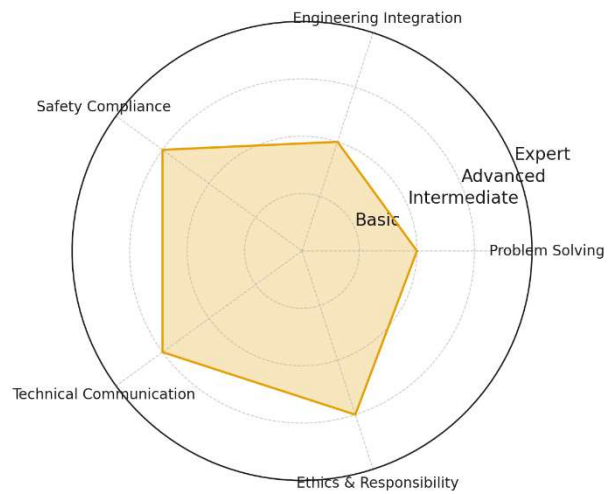 Engineering Integration
Safety Compliance
Expert
Advanced
Intermediate
Basic
Problem Solving
Technical Communication
Ethics & Responsibility